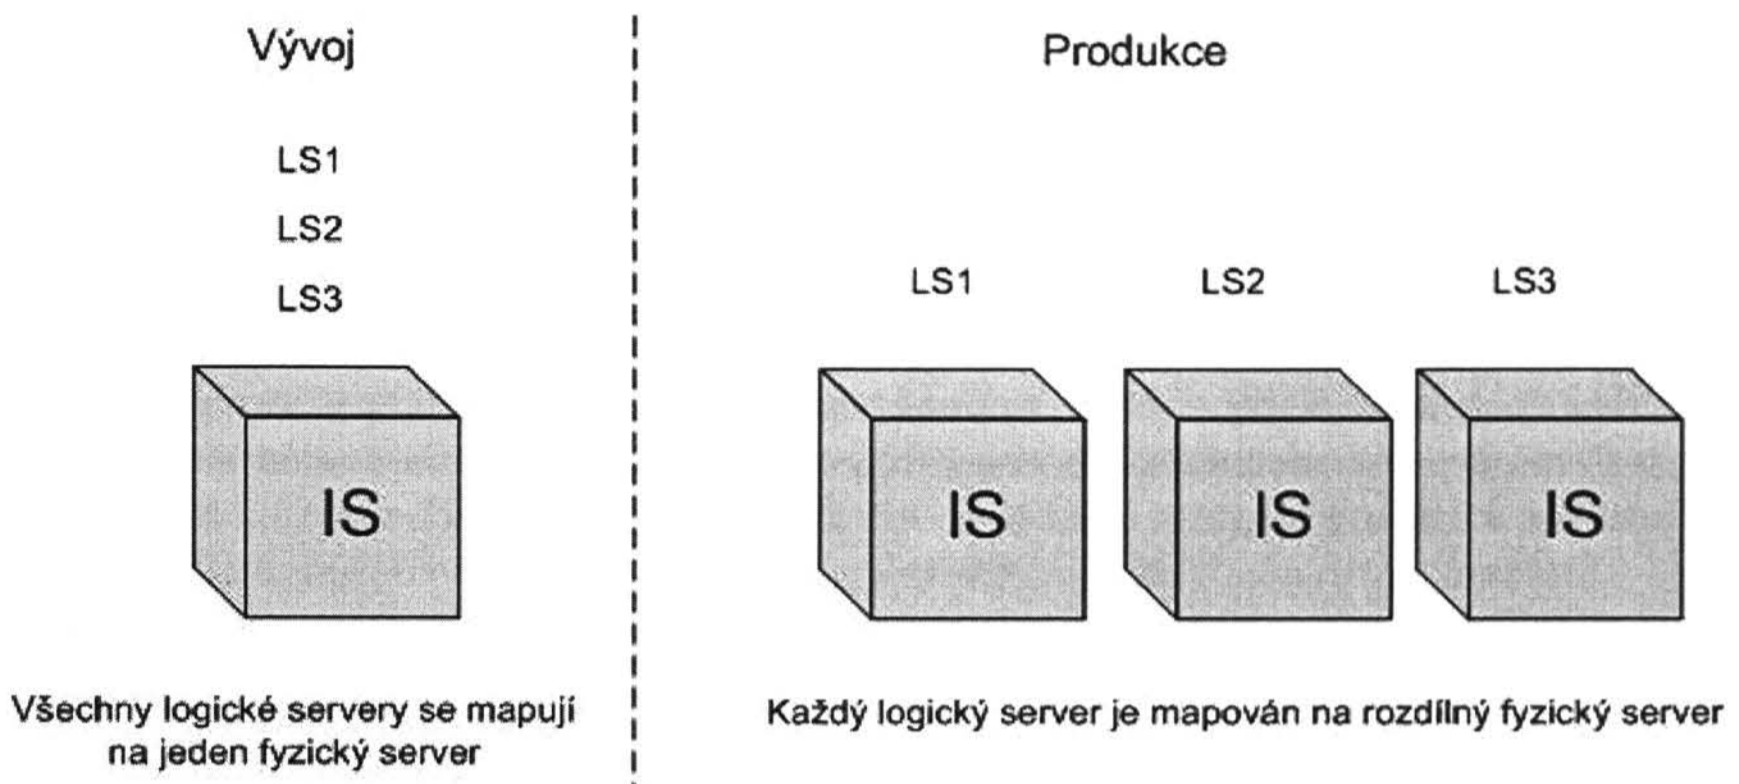 Vývoj
LS1
LS2
LS3
IS
Všechny logické servery se mapují
na jeden fyzický server
Produkce
LS1 LS2 LS3
IS IS IS
Každý logický server je mapován na rozdílný fyzický server